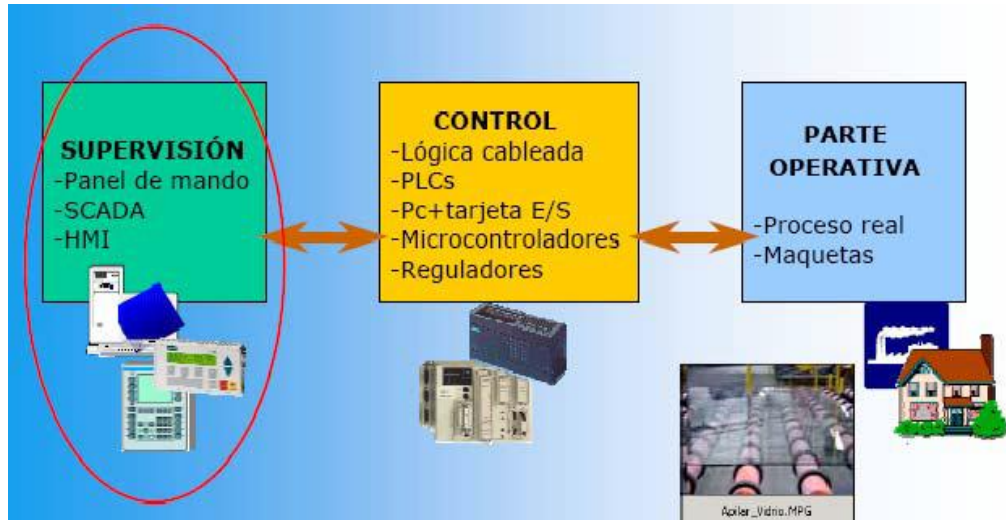 SUPERVISIÓN
-Panel de mando
-SCADA
-HMI
CONTROL
-Lógica cableada
-PLCs
-Pc+tarjeta E/S
-Microcontroladores
-Reguladores
PARTE
OPERATIVA
-Proceso real
-Maquetas
Apilar_Vidrio.MPG